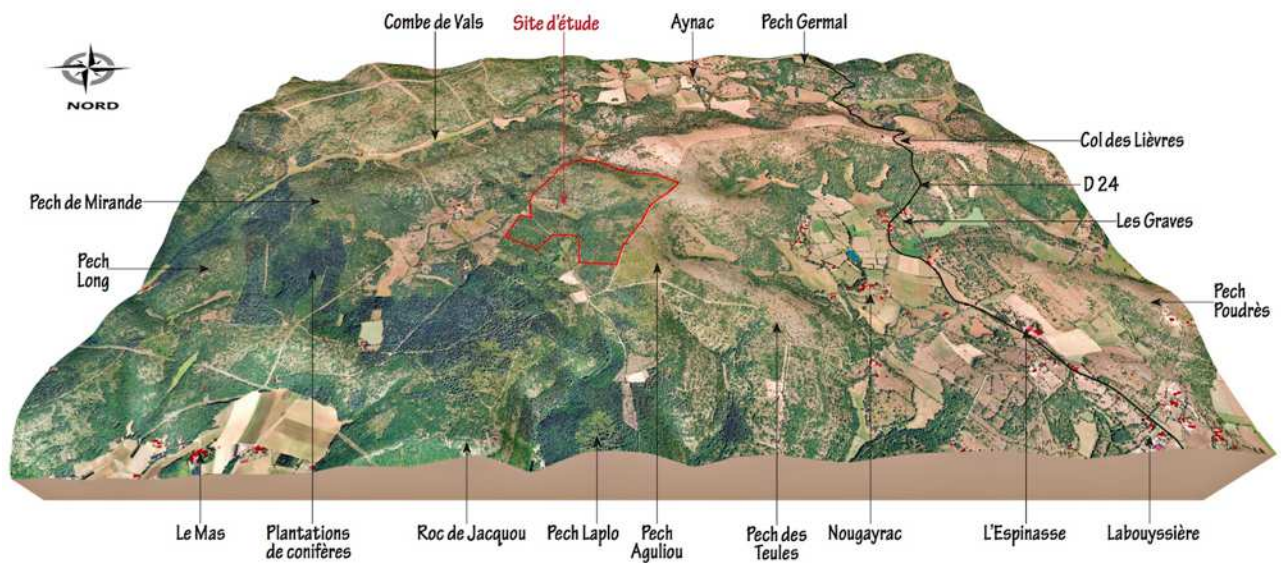 Combe de Vals
Site d'étude
Aynac
Pech Germal
NORD
Col des Lièvres
D 24
Pech de Mirande
Les Graves
Pech
Long
Pech
Poudrès
Le Mas
Plantations
de conifères
Roc de Jacquou
Pech Laplo
Pech
Aguliou
Pech des
Teules
Nougayrac
L'Espinasse
Labouyssière